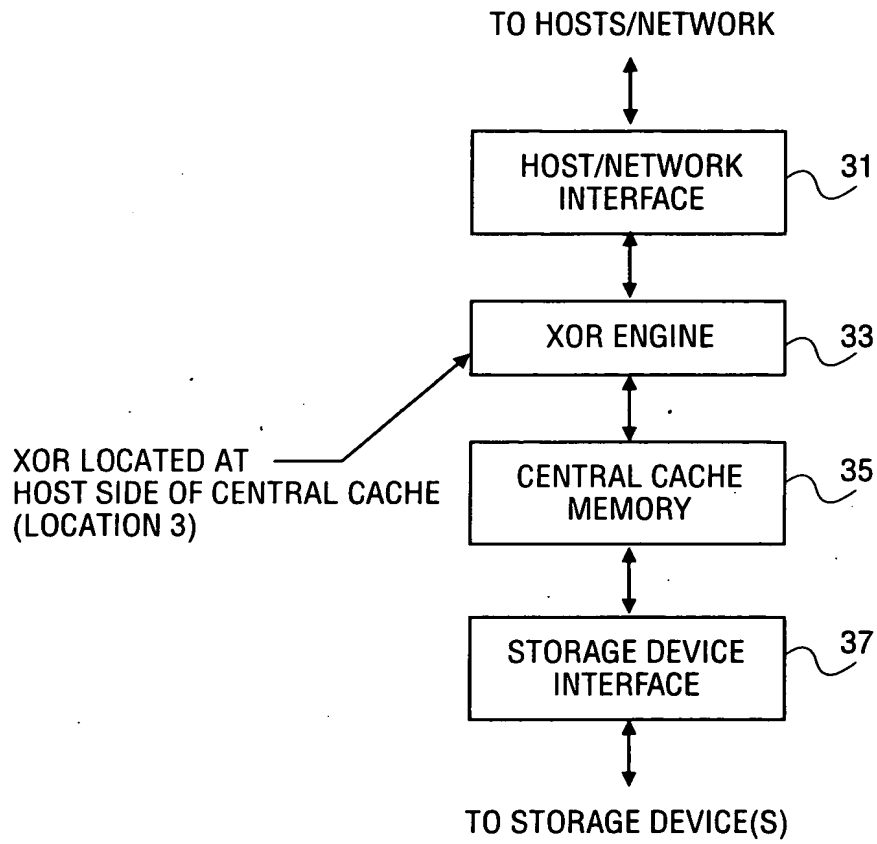 TO HOSTS/NETWORK
HOST/NETWORK
INTERFACE
31
XOR ENGINE
33
XOR LOCATED AT
HOST SIDE OF CENTRAL CACHE
(LOCATION 3)
CENTRAL CACHE
MEMORY
35
STORAGE DEVICE
INTERFACE
37
TO STORAGE DEVICE(S)